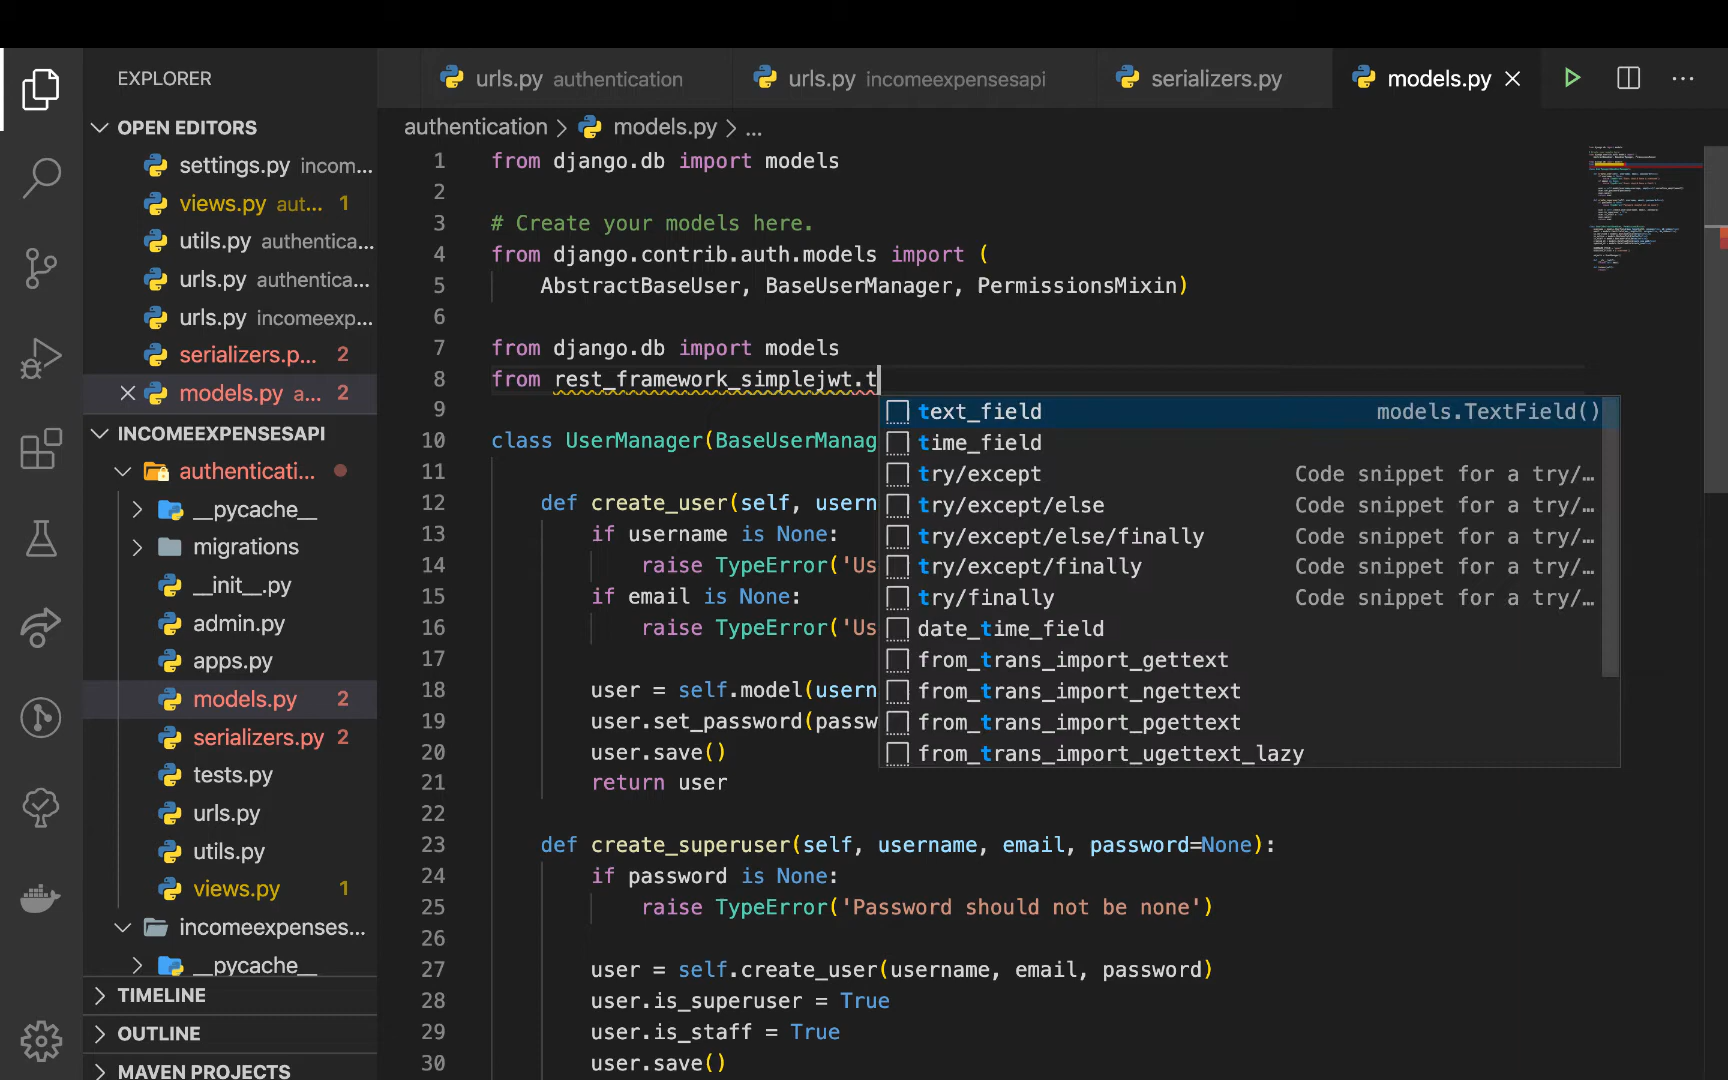 EXPLORER
OPEN EDITORS
settings.py incom...
views.py aut... 1
utils.py authentica...
urls.py authentica...
urls.py incomeexp...
serializers.p... 2
models.py a... 2
INCOMEEXPENSESAPI
authenticati...
__pycache__
migrations
__init__.py
admin.py
apps.py
models.py 2
serializers.py 2
tests.py
urls.py
utils.py
views.py 1
incomeexpenses...
__pycache__
TIMELINE
OUTLINE
MAVEN PROJECTS
urls.py authentication
urls.py incomeexpensesapi
serializers.py
models.py
authentication > models.py > ...
1 from django.db import models
2
3 # Create your models here.
4 from django.contrib.auth.models import (
5 AbstractBaseUser, BaseUserManager, PermissionsMixin)
6
7 from django.db import models
8 from rest_framework_simplejwt.t
9
10 class UserManager(BaseUserManag
11
12 def create_user(self, usern
13 if username is None:
14 raise TypeError('Us
15 if email is None:
16 raise TypeError('Us
17
18 user = self.model(usern
19 user.set_password(passw
20 user.save()
21 return user
22
23 def create_superuser(self, username, email, password=None):
24 if password is None:
25 raise TypeError('Password should not be none')
26
27 user = self.create_user(username, email, password)
28 user.is_superuser = True
29 user.is_staff = True
30 user.save()
text_field models.TextField()
time_field
try/except Code snippet for a try/...
try/except/else Code snippet for a try/...
try/except/else/finally Code snippet for a try/...
try/except/finally Code snippet for a try/...
try/finally Code snippet for a try/...
date_time_field
from_trans_import_gettext
from_trans_import_ngettext
from_trans_import_pgettext
from_trans_import_ugettext_lazy